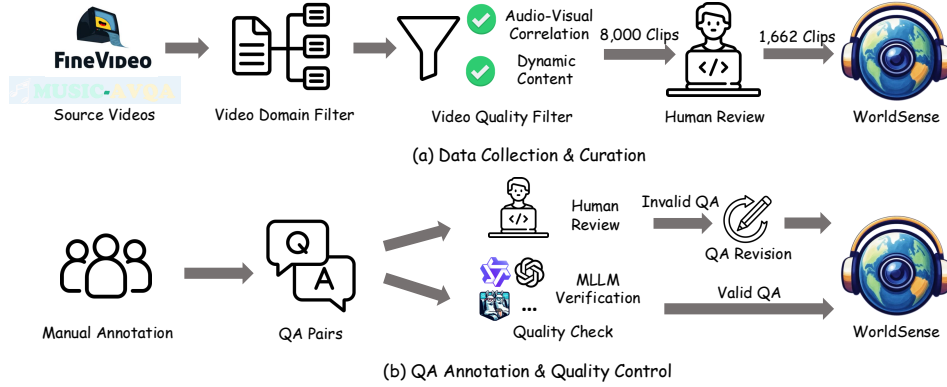 FINEVIDEO
MUSIC-AVQA
Source Videos
Video Domain Filter
Audio-Visual
Correlation
Dynamic
Content
Video Quality Filter
8,000 Clips
</>
Human Review
1,662 Clips
WorldSense
(a) Data Collection & Curation
Manual Annotation
Q
A
QA Pairs
</>
Human
Review
Invalid QA
QA Revision
MLLM
Verification
...
Quality Check
Valid QA
WorldSense
(b) QA Annotation & Quality Control